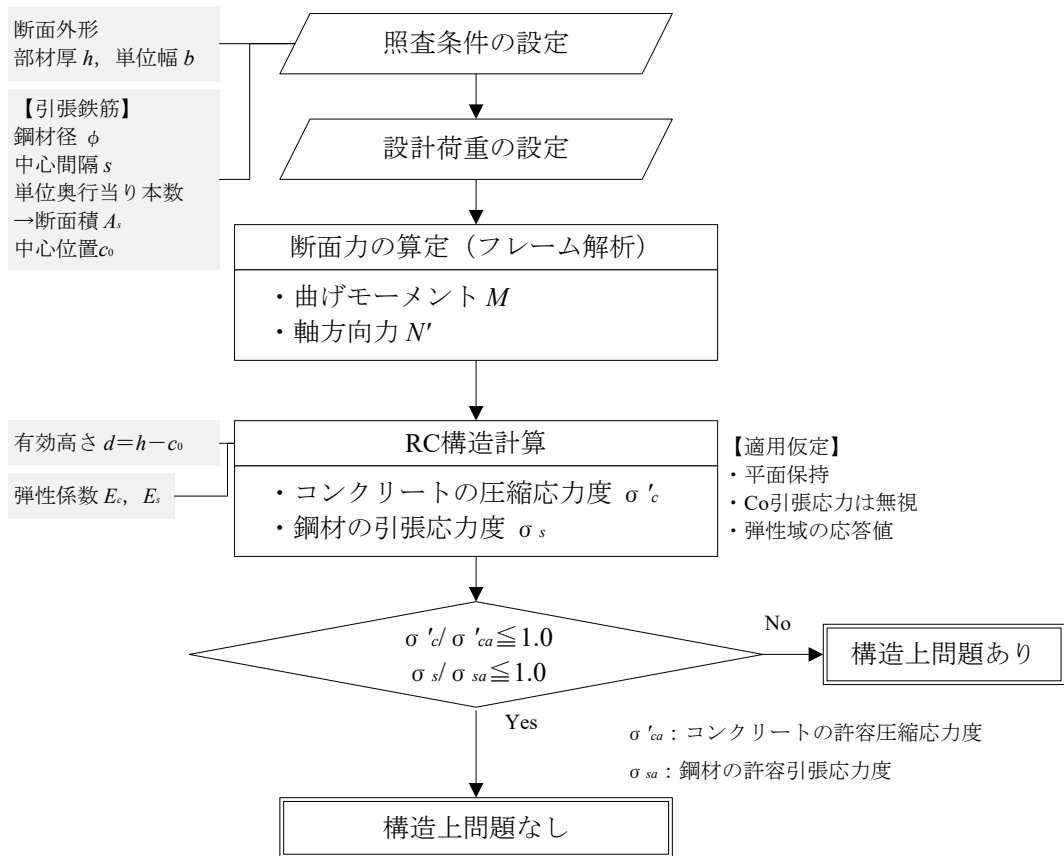 断面外形
部材厚 h，単位幅 b
照査条件の設定
【引張鉄筋】
鋼材径 φ
中心間隔 s
単位奥行当り本数
→断面積 As
中心位置c0
設計荷重の設定
断面力の算定（フレーム解析）
・曲げモーメント M
・軸方向力 N′
有効高さ d＝h－c0
弾性係数 Ec，Es
RC構造計算
・コンクリートの圧縮応力度 σ′c
・鋼材の引張応力度 σs
【適用仮定】
・平面保持
・Co引張応力は無視
・弾性域の応答値
σ′c/σ′ca≦1.0
σs/σsa≦1.0
No
構造上問題あり
Yes
σ′ca：コンクリートの許容圧縮応力度
σsa：鋼材の許容引張応力度
構造上問題なし